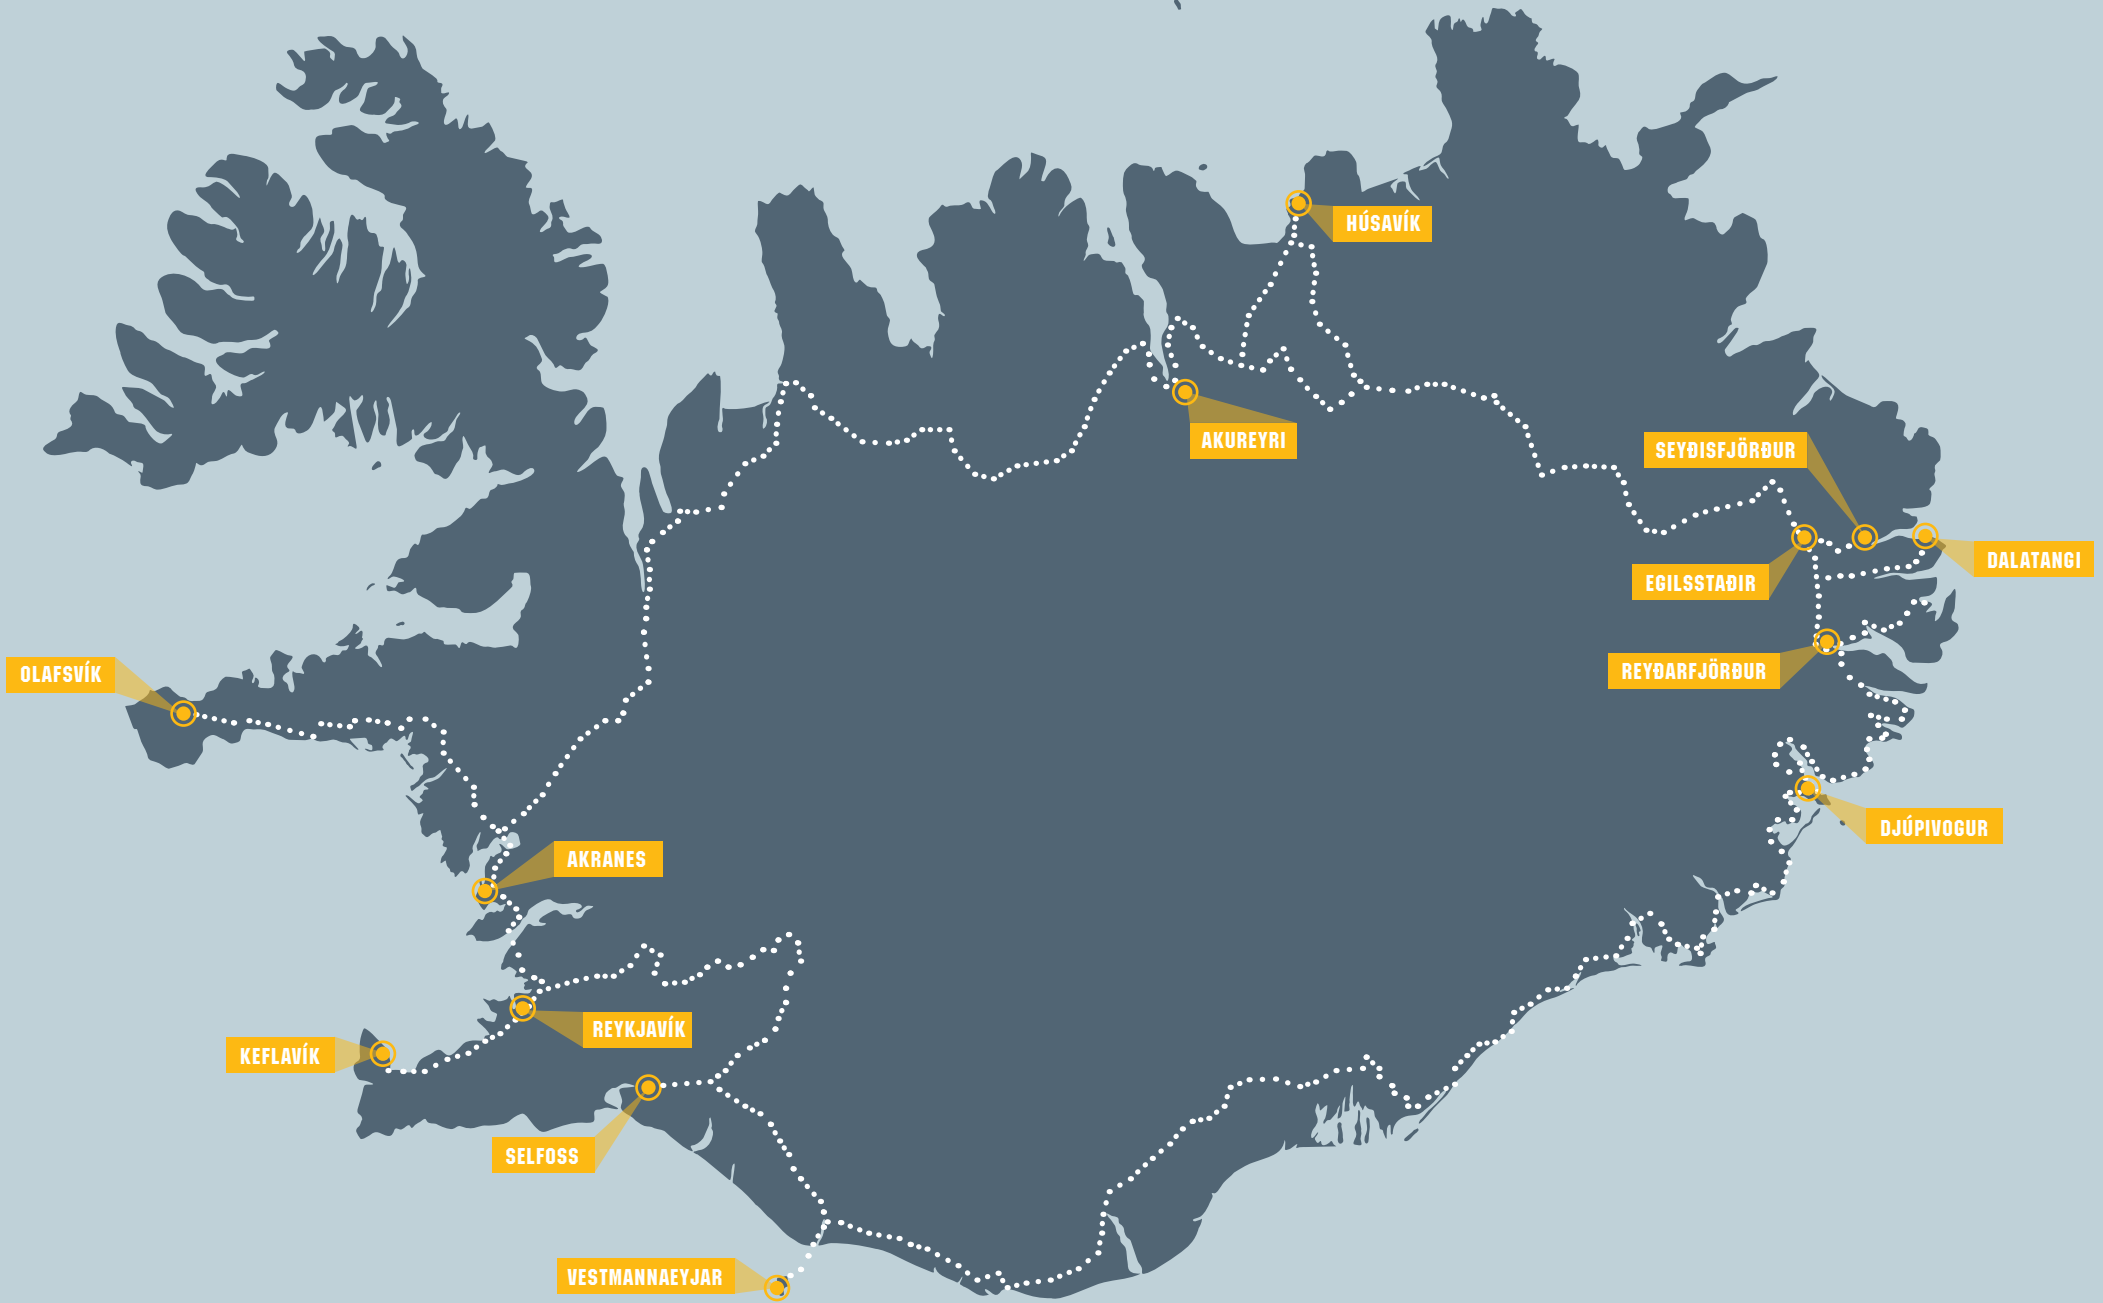 HÚSAVÍK
AKUREYRI
SEYÐISFJÖRÐUR
DALATANGI
EGILSSTAÐIR
OLAFSVÍK
REYÐARFJÖRÐUR
DJÚPIVOGUR
AKRANES
REYKJAVÍK
KEFLAVÍK
SELFOSS
VESTMANNAEYJAR